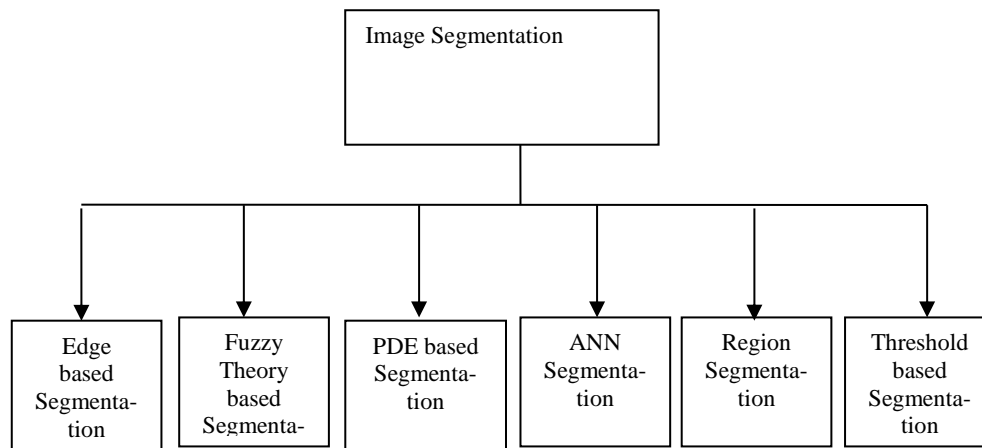 Image Segmentation
Edge
based
Segmenta-
tion
Fuzzy
Theory
based
Segmenta-
PDE based
Segmenta-
tion
ANN
Segmenta-
tion
Region
Segmenta-
tion
Threshold
based
Segmenta-
tion